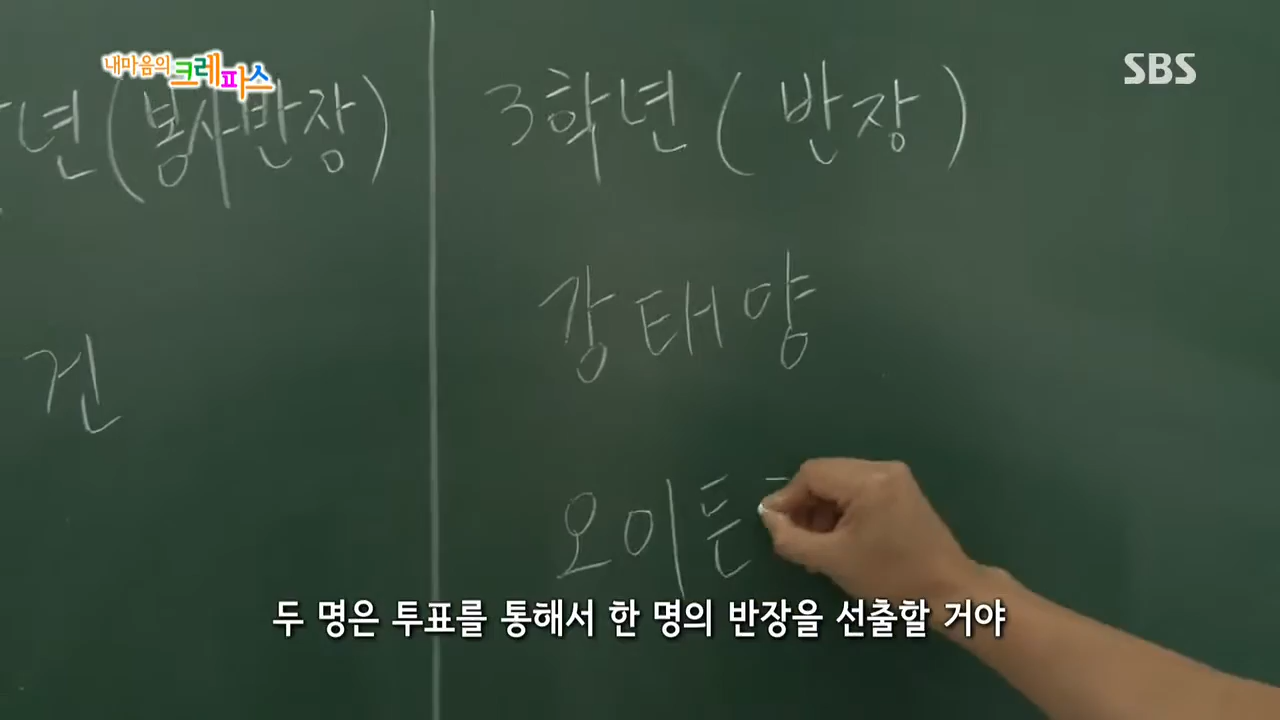 내마음의
크레파스
SBS
년(봉사반장)
3학년(반장)
건
강태양
오이튼
두 명은 투표를 통해서 한 명의 반장을 선출할 거야